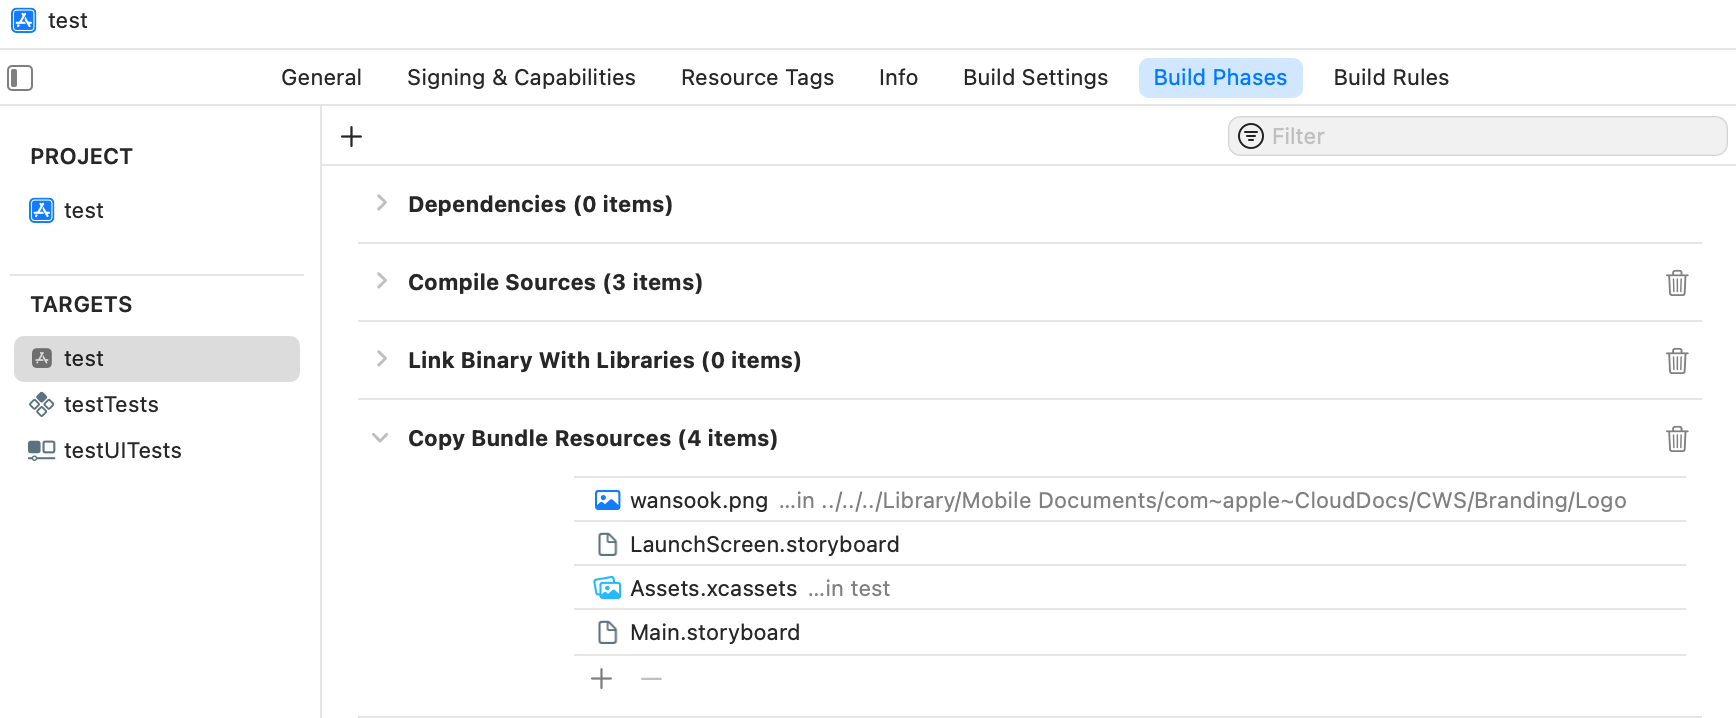 test
General Signing & Capabilities Resource Tags Info Build Settings Build Phases Build Rules
Filter
PROJECT
test
TARGETS
test
testTests
testUITests
Dependencies (0 items)
Compile Sources (3 items)
Link Binary With Libraries (0 items)
Copy Bundle Resources (4 items)
wansook.png ...in ../../../Library/Mobile Documents/com~apple~CloudDocs/CWS/Branding/Logo
LaunchScreen.storyboard
Assets.xcassets ...in test
Main.storyboard